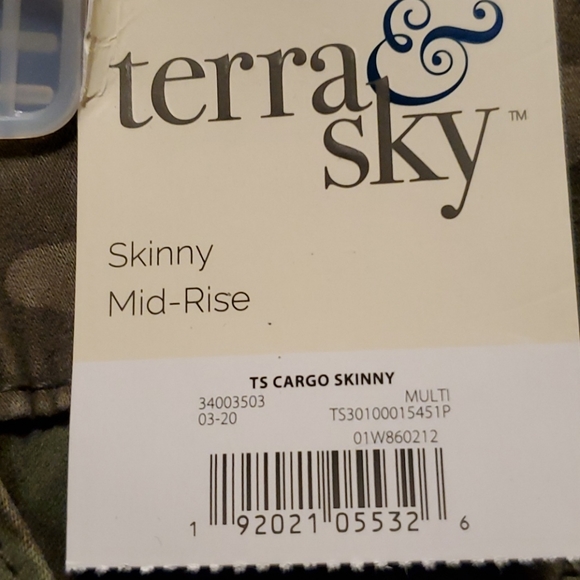 terra &
sky™
Skinny
Mid-Rise
TS CARGO SKINNY
34003503 MULTI
03-20 TS30100015451P
01W860212
1 92021 05532 6